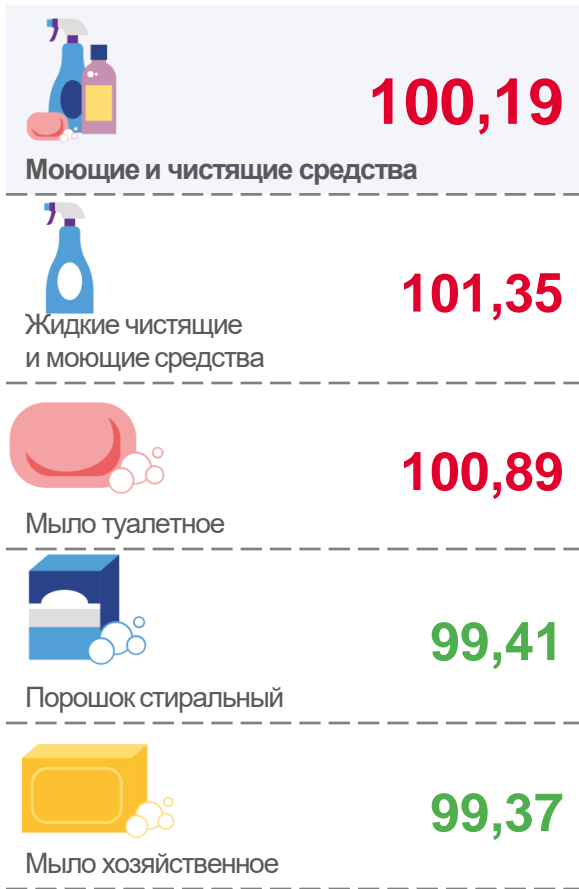 100,19
Моющие и чистящие средства
101,35
Жидкие чистящие
и моющие средства
100,89
Мыло туалетное
99,41
Порошок стиральный
99,37
Мыло хозяйственное